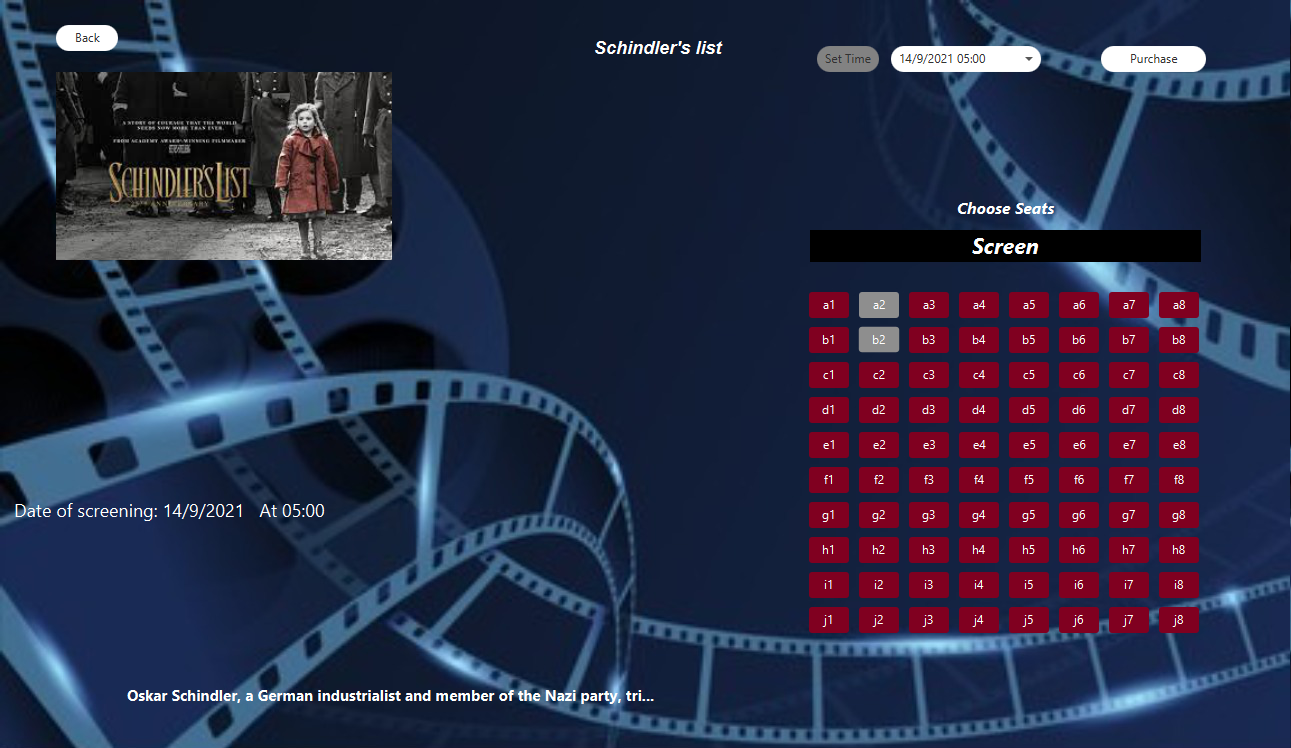 Back
Schindler's list
Set Time
14/9/2021 05:00
Purchase
A STORY OF COURAGE THAT THE WORLD
NEEDS NOW MORE THAN EVER.
FROM ACADEMY AWARD-WINNING FILMMAKER
SCHINDLER'S LIST
25TH ANNIVERSARY
Choose Seats
Screen
a1 a2 a3 a4 a5 a6 a7 a8
b1 b2 b3 b4 b5 b6 b7 b8
c1 c2 c3 c4 c5 c6 c7 c8
d1 d2 d3 d4 d5 d6 d7 d8
e1 e2 e3 e4 e5 e6 e7 e8
f1 f2 f3 f4 f5 f6 f7 f8
g1 g2 g3 g4 g5 g6 g7 g8
h1 h2 h3 h4 h5 h6 h7 h8
i1 i2 i3 i4 i5 i6 i7 i8
j1 j2 j3 j4 j5 j6 j7 j8
Date of screening: 14/9/2021 At 05:00
Oskar Schindler, a German industrialist and member of the Nazi party, tri...